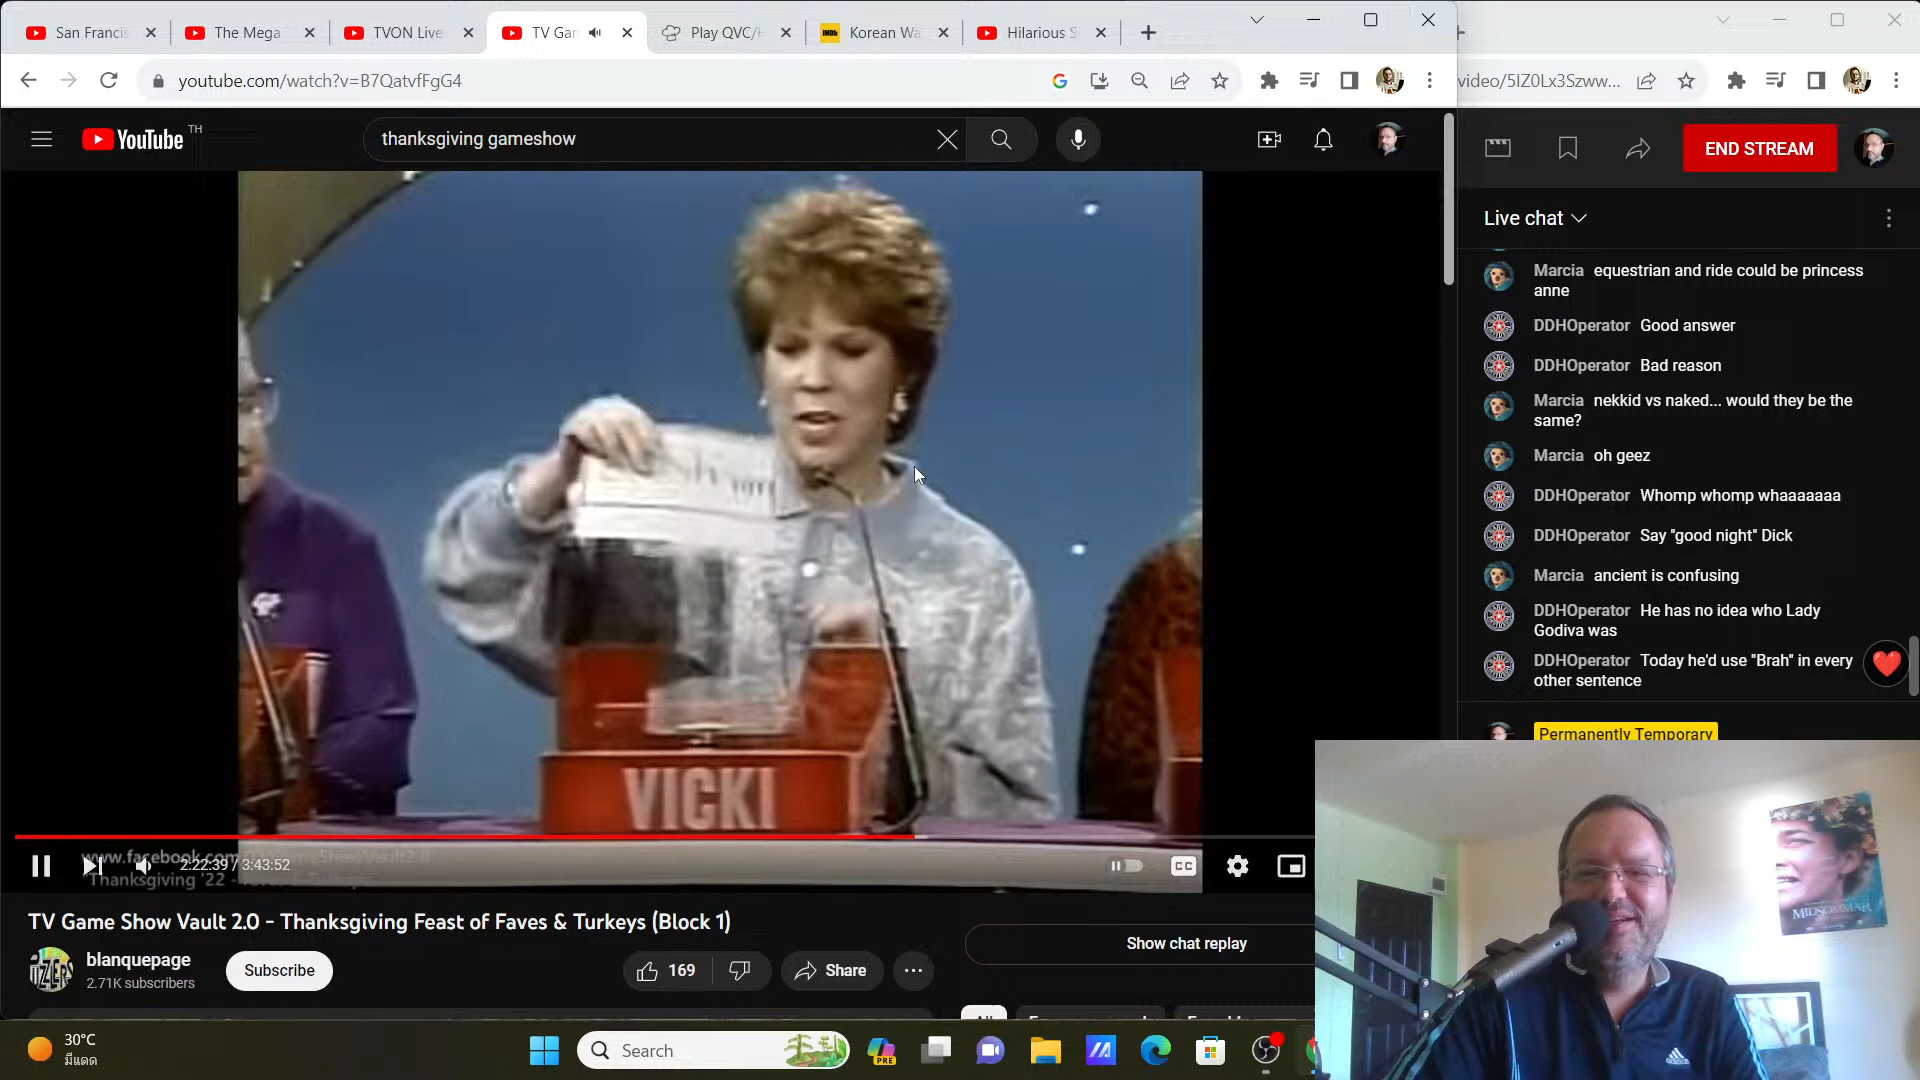 San Francis
The Mega
TVON Live
TV Gar
Play QVC/H
IMDb
Korean Wa
Hilarious S
youtube.com/watch?v=B7QatvfFgG4
video/5IZ0Lx3Szww...
YouTube TH
thanksgiving gameshow
END STREAM
Live chat
Marcia equestrian and ride could be princess
anne
DDHOperator Good answer
DDHOperator Bad reason
Marcia nekkid vs naked... would they be the
same?
Marcia oh geez
DDHOperator Whomp whomp whaaaaaaa
DDHOperator Say "good night" Dick
Marcia ancient is confusing
DDHOperator He has no idea who Lady
Godiva was
DDHOperator Today he'd use "Brah" in every
other sentence
Permanently Temporary
VICKI
www.facebook.com
2:22:39 / 3:43:52
CC
Thanksgiving '22 -
TV Game Show Vault 2.0 - Thanksgiving Feast of Faves & Turkeys (Block 1)
blanquepage
2.71K subscribers
Subscribe
169
Share
Show chat replay
MIDSOMMAR
30°C
มีแดด
Search
PRE